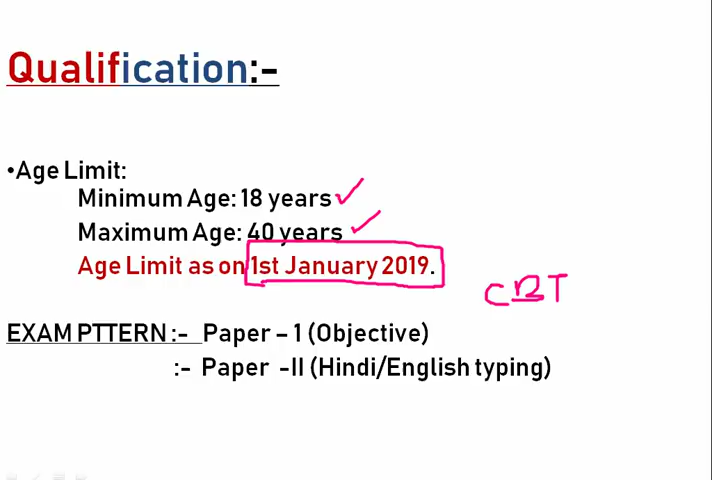 Qualification:-
•Age Limit:
Minimum Age: 18 years
Maximum Age: 40 years
Age Limit as on 1st January 2019.
CBT
EXAM PTTERN :- Paper – 1 (Objective)
:- Paper -II (Hindi/English typing)